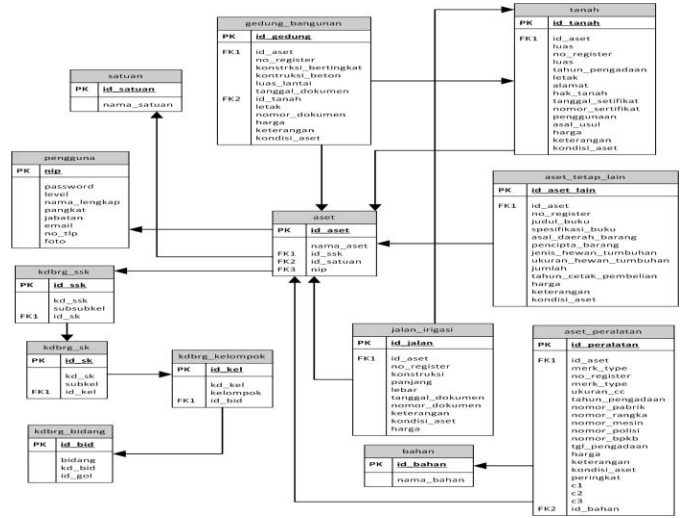 gedung_bangunan
PK id_gedung
FK1 id_aset
no_register
konstrksi_bertingkat
kontruksi_beton
luas_lantai
tanggal_dokumen
FK2 id_tanah
letak
nomor_dokumen
harga
keterangan
kondisi_aset
tanah
PK id_tanah
FK1 id_aset
luas
no_register
luas
tahun_pengadaan
letak
alamat
hak_tanah
tanggal_setifikat
nomor_sertifikat
penggunaan
asal_usul
harga
keterangan
kondisi_aset
satuan
PK id_satuan
nama_satuan
pengguna
PK nip
password
level
nama_lengkap
pangkat
jabatan
email
no_tlp
foto
aset
PK id_aset
nama_aset
FK1 id_ssk
FK2 id_satuan
FK3 nip
aset_tetap_lain
PK id_aset_lain
FK1 id_aset
no_register
judul_buku
spesifikasi_buku
asal_daerah_barang
pencipta_barang
jenis_hewan_tumbuhan
ukuran_hewan_tumbuhan
jumlah
tahun_cetak_pembelian
harga
keterangan
kondisi_aset
kdbrg_ssk
PK id_ssk
kd_ssk
subsubkel
FK1 id_sk
kdbrg_sk
PK id_sk
kd_sk
subkel
FK1 id_kel
kdbrg_kelompok
PK id_kel
kd_kel
kelompok
FK1 id_bid
kdbrg_bidang
PK id_bid
bidang
kd_bid
id_gol
jalan_irigasi
PK id_jalan
FK1 id_aset
no_register
konstruksi
panjang
lebar
tanggal_dokumen
nomor_dokumen
keterangan
kondisi_aset
harga
bahan
PK id_bahan
nama_bahan
aset_peralatan
PK id_peralatan
FK1 id_aset
merk_type
no_register
merk_type
ukuran_cc
tahun_pengadaan
nomor_pabrik
nomor_rangka
nomor_mesin
nomor_polisi
nomor_bpkb
tgl_pengadaan
harga
keterangan
kondisi_aset
peringkat
c1
c2
c3
FK2 id_bahan